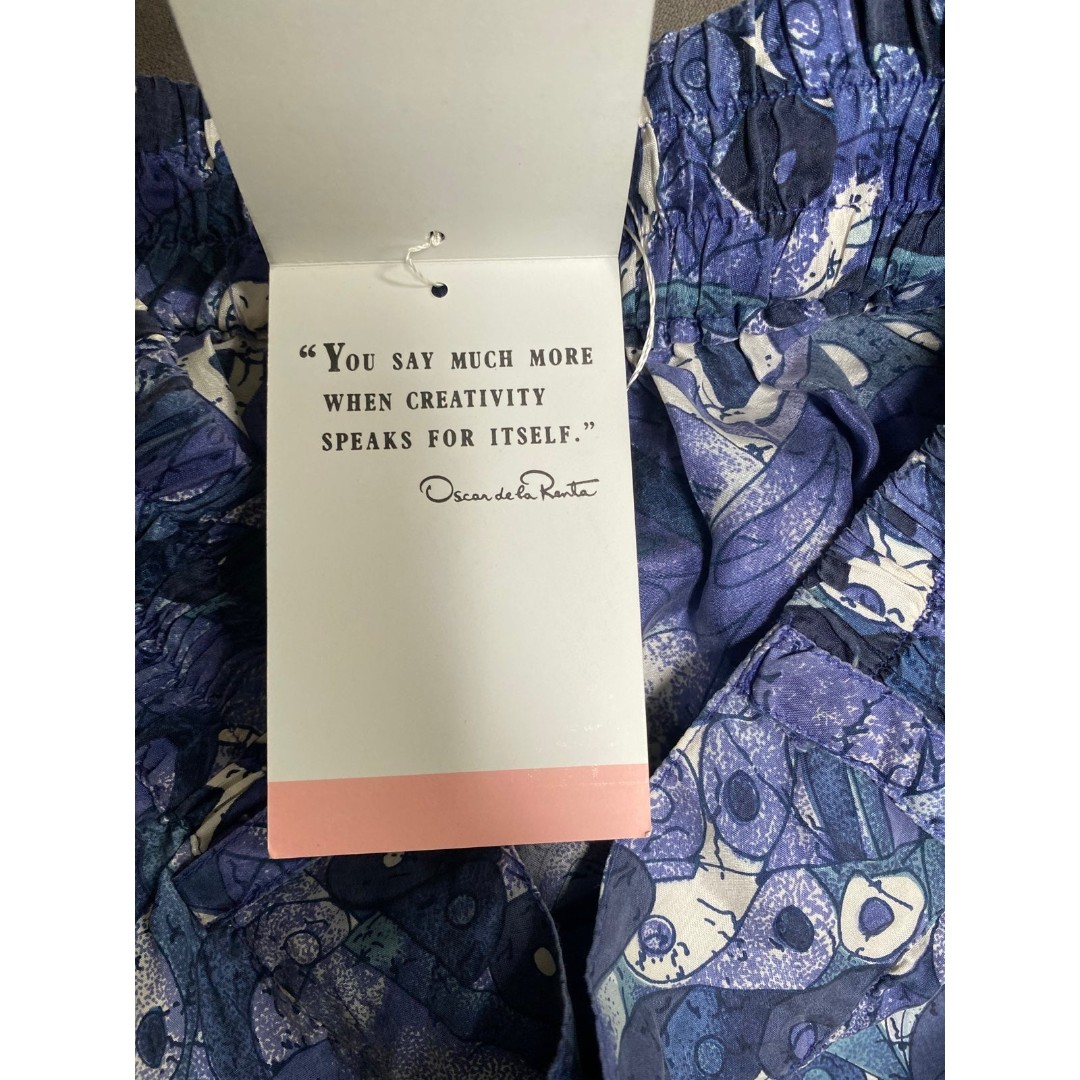 “YOU SAY MUCH MORE
WHEN CREATIVITY
SPEAKS FOR ITSELF.”
Oscar de la Renta